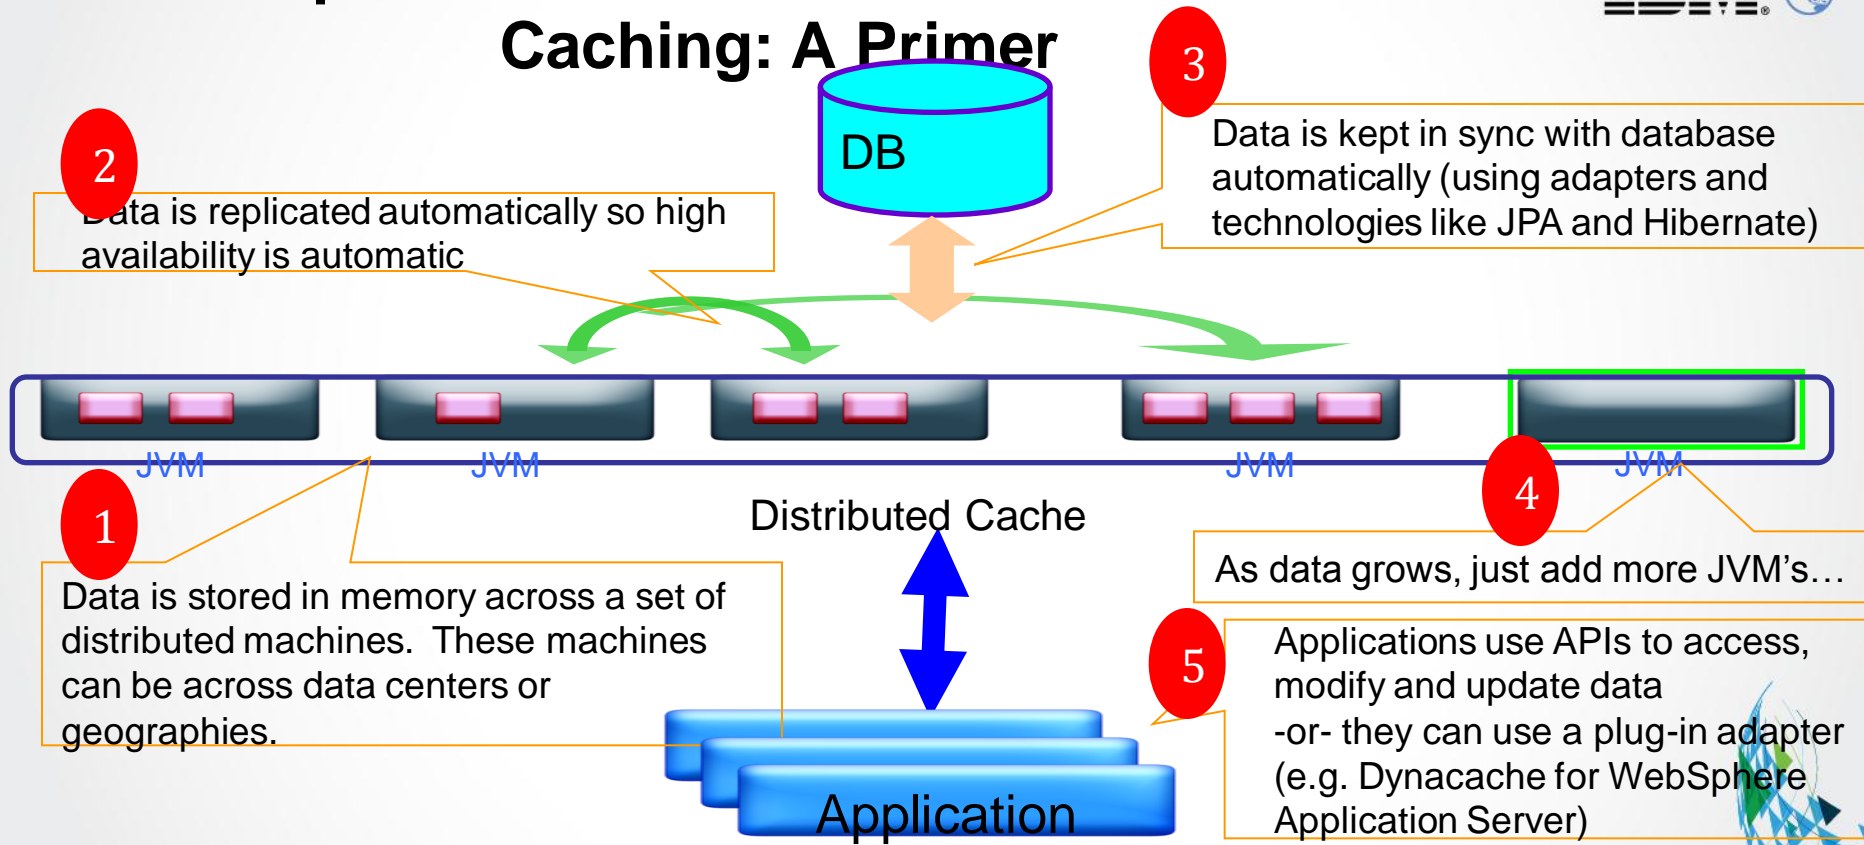 Caching: A Primer
IBM®
3
DB
Data is kept in sync with database
automatically (using adapters and
technologies like JPA and Hibernate)
2
Data is replicated automatically so high
availability is automatic
JVM
JVM
JVM
JVM
1
Data is stored in memory across a set of
distributed machines. These machines
can be across data centers or
geographies.
Distributed Cache
4
As data grows, just add more JVM’s…
5
Applications use APIs to access,
modify and update data
-or- they can use a plug-in adapter
(e.g. Dynacache for WebSphere
Application Server)
Application